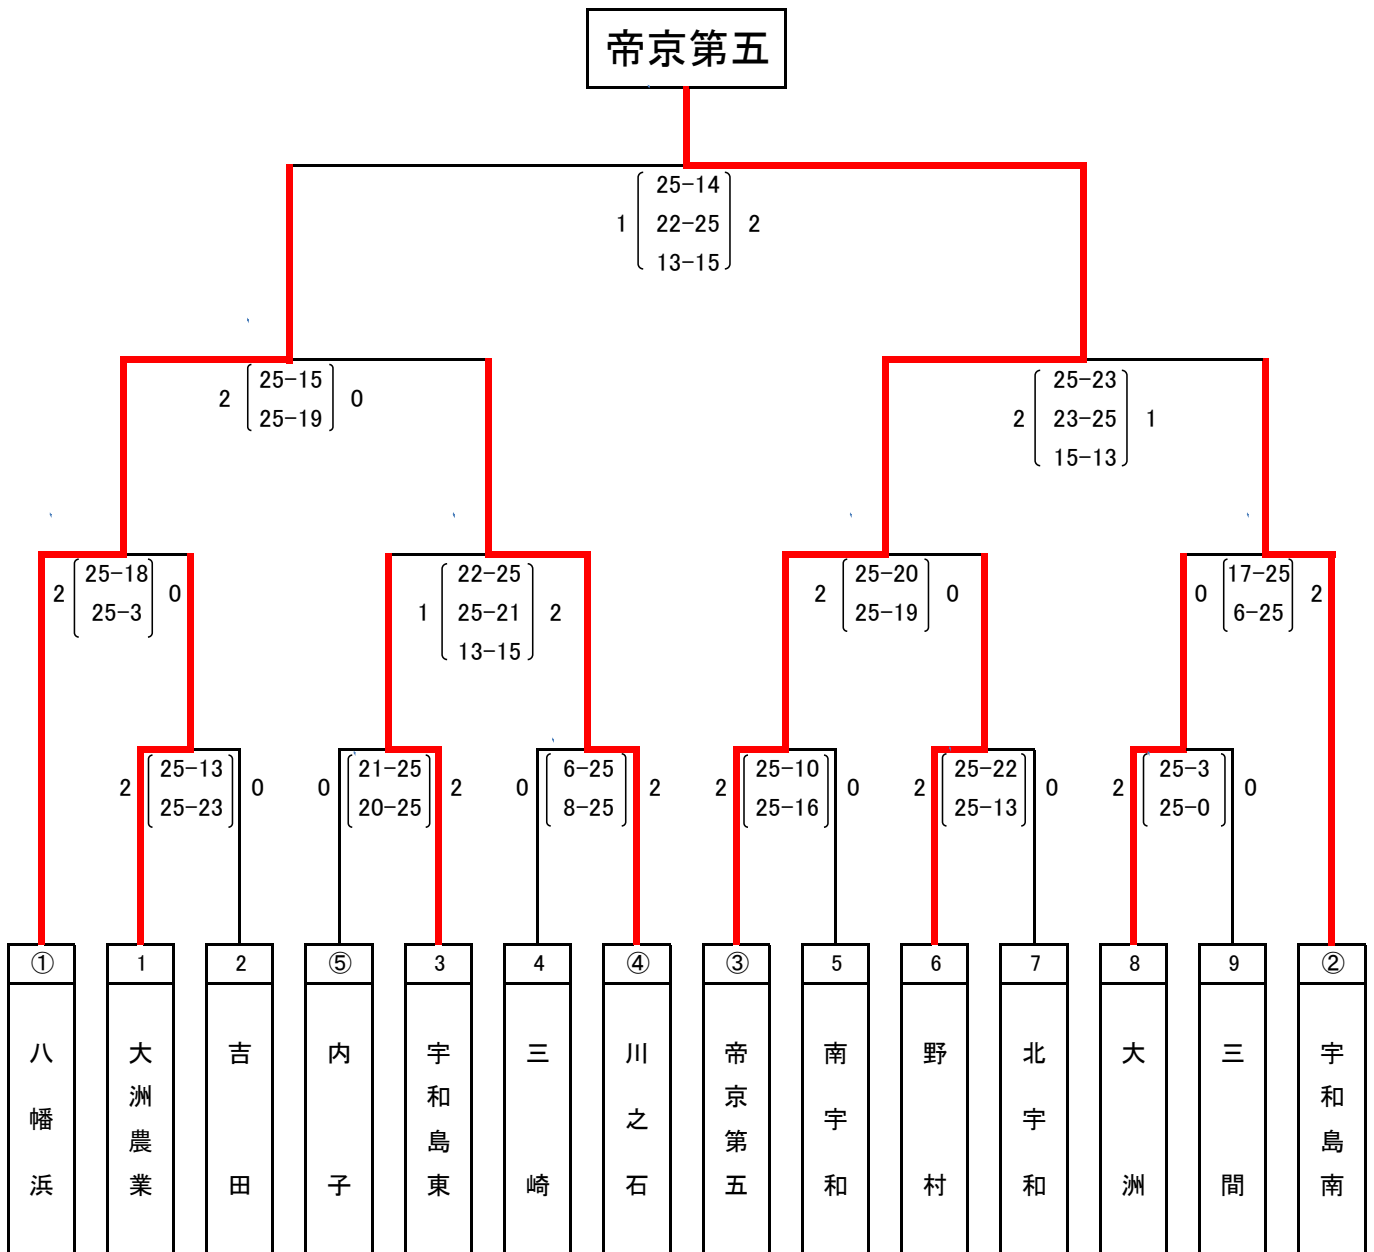 帝京第五
25-14
1 22-25 2
13-15
25-15
2 0
25-19
25-23
2 23-25 1
15-13
25-18
2 0
25-3
22-25
1 25-21 2
13-15
25-20
2 0
25-19
17-25
0 2
6-25
25-13
2 0
25-23
21-25
0 2
20-25
6-25
0 2
8-25
25-10
2 0
25-16
25-22
2 0
25-13
25-3
2 0
25-0
① 1 2 ⑤ 3 4 ④ ③ 5 6 7 8 9 ②
八幡浜
大洲農業
吉田
内子
宇和島東
三崎
川之石
帝京第五
南宇和
野村
北宇和
大洲
三間
宇和島南